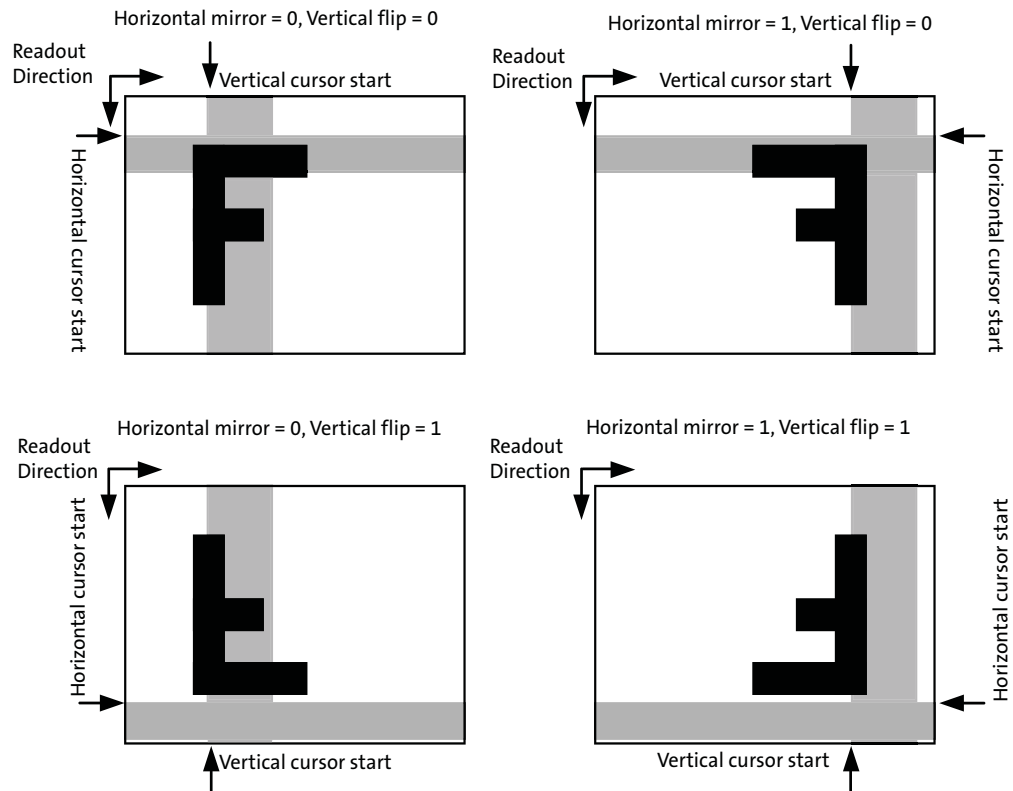 Horizontal mirror = 0, Vertical flip = 0
Readout
Direction
Vertical cursor start
Horizontal cursor start
Horizontal mirror = 1, Vertical flip = 0
Readout
Direction
Vertical cursor start
Horizontal cursor start
Horizontal mirror = 0, Vertical flip = 1
Readout
Direction
Horizontal cursor start
Vertical cursor start
Horizontal mirror = 1, Vertical flip = 1
Readout
Direction
Horizontal cursor start
Vertical cursor start